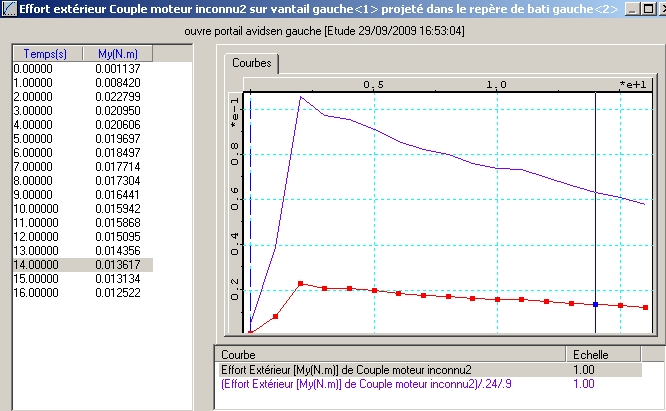 Effort extérieur Couple moteur inconnu2 sur vantail gauche<1> projeté dans le repère de bati gauche<2>
ouvre portail avidsen gauche [Etude 29/09/2009 16:53:04]
Temps(s) My(N.m)
0.00000 0.001137
1.00000 0.008420
2.00000 0.022799
3.00000 0.020950
4.00000 0.020606
5.00000 0.019697
6.00000 0.018497
7.00000 0.017714
8.00000 0.017304
9.00000 0.016441
10.00000 0.015942
11.00000 0.015868
12.00000 0.015095
13.00000 0.014356
14.00000 0.013617
15.00000 0.013134
16.00000 0.012522
Courbes
0.5 1.0 *e+1
*e-1
0.8
0.6
0.4
0.2
Courbe Echelle
Effort Extérieur [My(N.m)] de Couple moteur inconnu2 1.00
(Effort Extérieur [My(N.m)] de Couple moteur inconnu2)/.24/.9 1.00